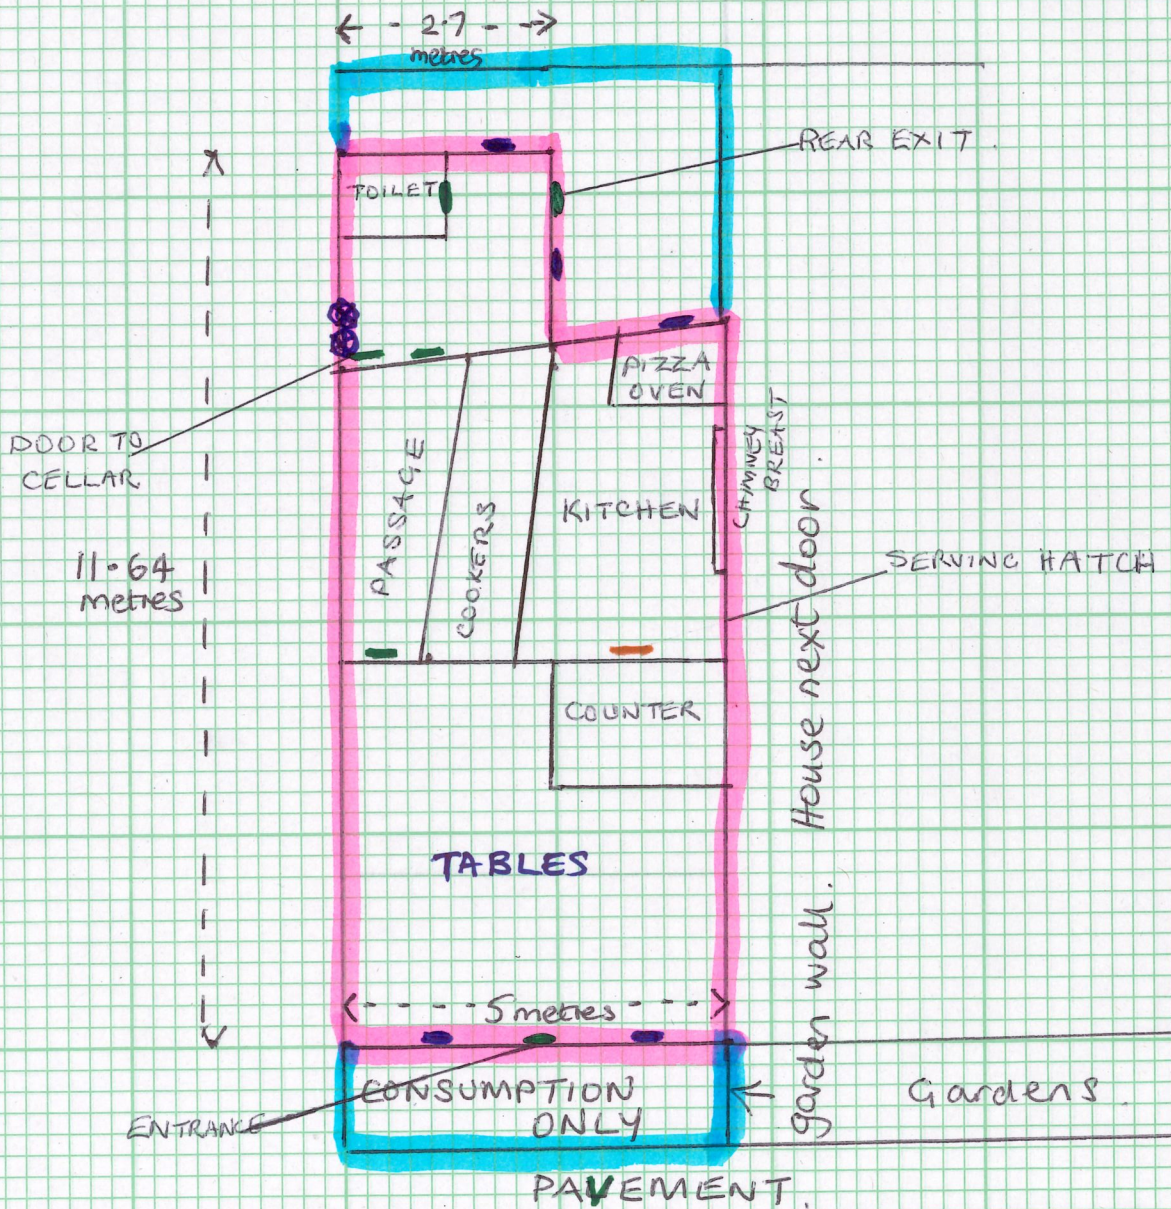 2.7
metres
REAR EXIT.
TOILET
PIZZA
OVEN
DOOR TO
CELLAR
CHIMNEY
BREAST
PASSAGE
COOKERS
KITCHEN
11.64
metres
SERVING HATCH
COUNTER
House next door
TABLES
5 metres
garden wall.
CONSUMPTION
ONLY
Gardens.
ENTRANCE
PAVEMENT.